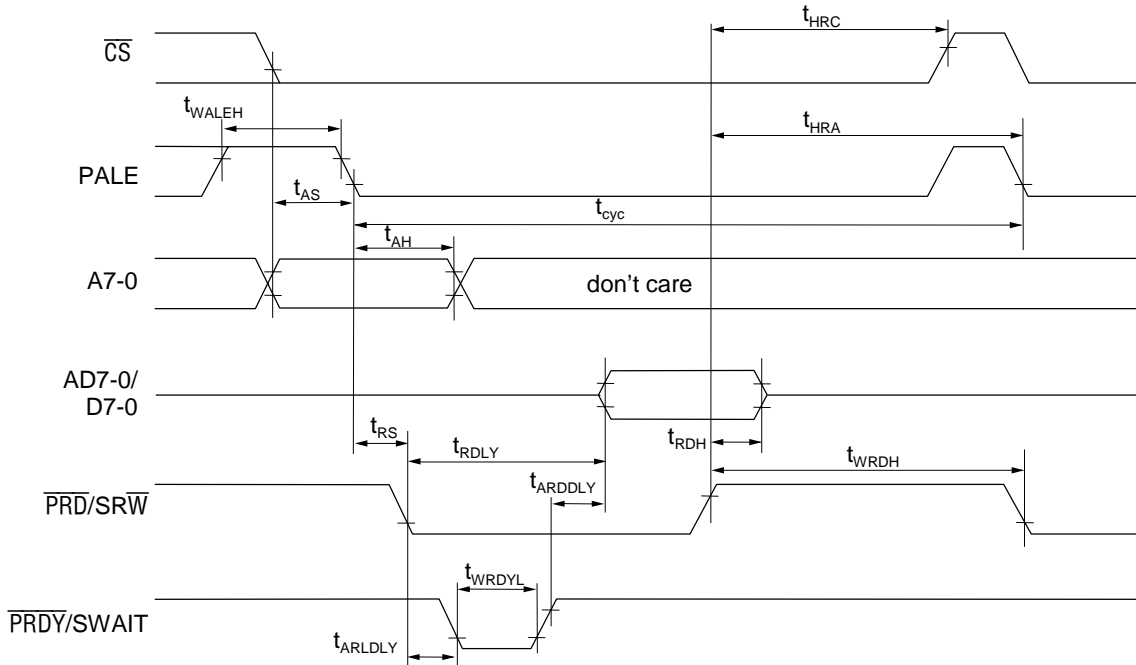 tHRC
CS
tWALEH
tHRA
PALE
tAS
tcyc
tAH
A7-0
don't care
AD7-0/
D7-0
tRS
tRDLY
tRDH
tWRDH
tARDDLY
PRD/SRW
tWRDYL
PRDY/SWAIT
tARLDLY